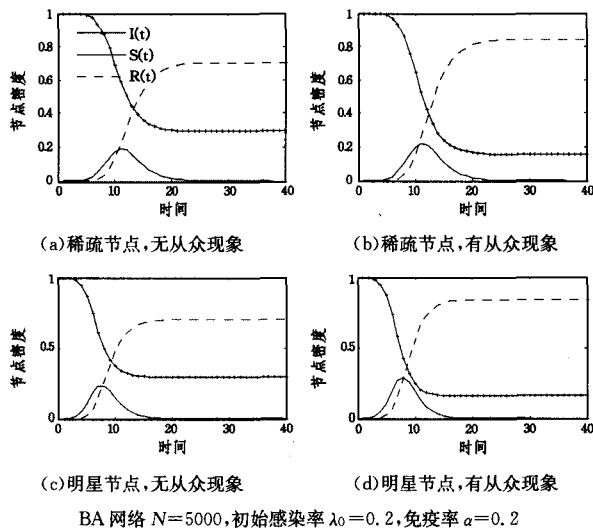 1
I(t)
0.8
S(t)
R(t)
节点密度
0.6
0.4
0.2
0
0 10 20 30 40
时间
(a)稀疏节点,无从众现象
1
0.8
节点密度
0.6
0.4
0.2
0
0 10 20 30 40
时间
(b)稀疏节点,有从众现象
1
节点密度
0.5
0
0 10 20 30 40
时间
(c)明星节点,无从众现象
1
节点密度
0.5
0
0 10 20 30 40
时间
(d)明星节点,有从众现象
BA 网络 N=5000,初始感染率 λ0=0.2,免疫率 α=0.2